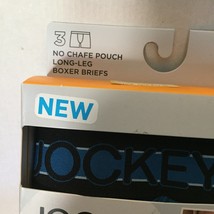 3 NO CHAFE POUCH
LONG-LEG
BOXER BRIEFS
NEW
JOCKEY